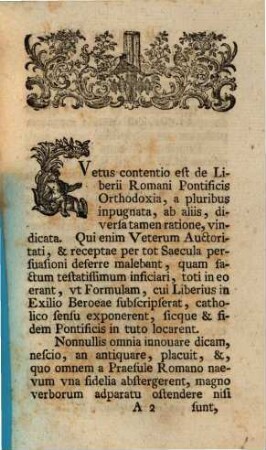 Vetus contentio est de Li-
berii Romani Pontificis
Orthodoxia, a pluribus
inpugnata, ab aliis, di-
versa tamen ratione, vin-
dicata. Qui enim Veterum Auctori-
tati, & receptae per tot Saecula per-
suasioni deferre malebant, quam fa-
ctum testatissimum inficiari, toti in eo
erant, vt Formulam, cui Liberius in
Exilio Beroeae subscripserat, catho-
lico sensu exponerent, sicque & fi-
dem Pontificis in tuto locarent.
Nonnullis omnia innouare dicam,
nescio, an antiquare, placuit, &,
quo omnem a Praesule Romano nae-
vum vna fidelia abstergerent, magno
verborum adparatu ostendere nisi
A 2 sunt,